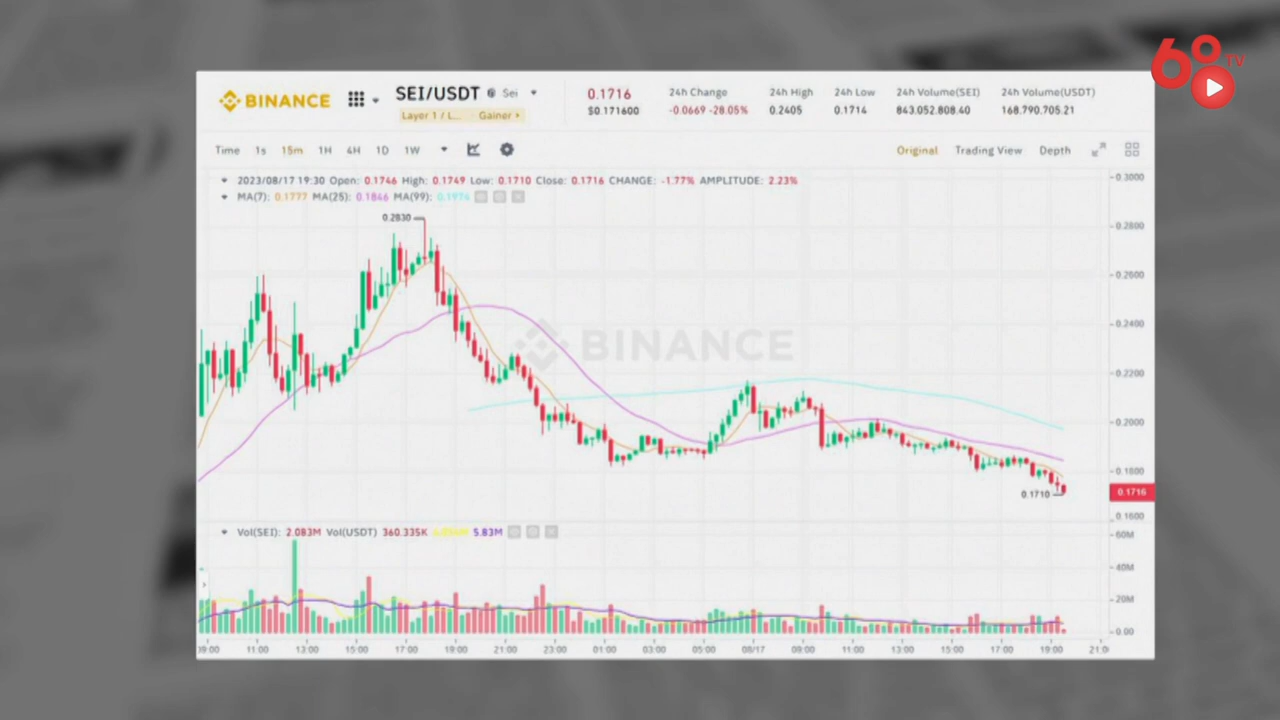 60 TV
BINANCE SEI/USDT Sei 0.1716 24h Change 24h High 24h Low 24h Volume(SEI) 24h Volume(USDT)
Layer 1 / L... Gainer $0.171600 -0.0669 -28.05% 0.2405 0.1714 843.052.808.40 168.790.705.21
Time 1s 15m 1H 4H 1D 1W Original Trading View Depth
2023/08/17 19:30 Open: 0.1746 High: 0.1749 Low: 0.1710 Close: 0.1716 CHANGE: -1.77% AMPLITUDE: 2.23%
MA(7): 0.1777 MA(25): 0.1846 MA(99):
0.3000
0.2830
0.2800
0.2600
0.2400
BINANCE
0.2200
0.2000
0.1800
0.1716
0.1710
0.1600
Vol(SEI): 2.083M Vol(USDT) 360.335K 5.83M
60M
40M
20M
0.00
09:00 11:00 13:00 15:00 17:00 19:00 21:00 23:00 01:00 03:00 05:00 08/17 09:00 11:00 13:00 15:00 17:00 19:00 21:0